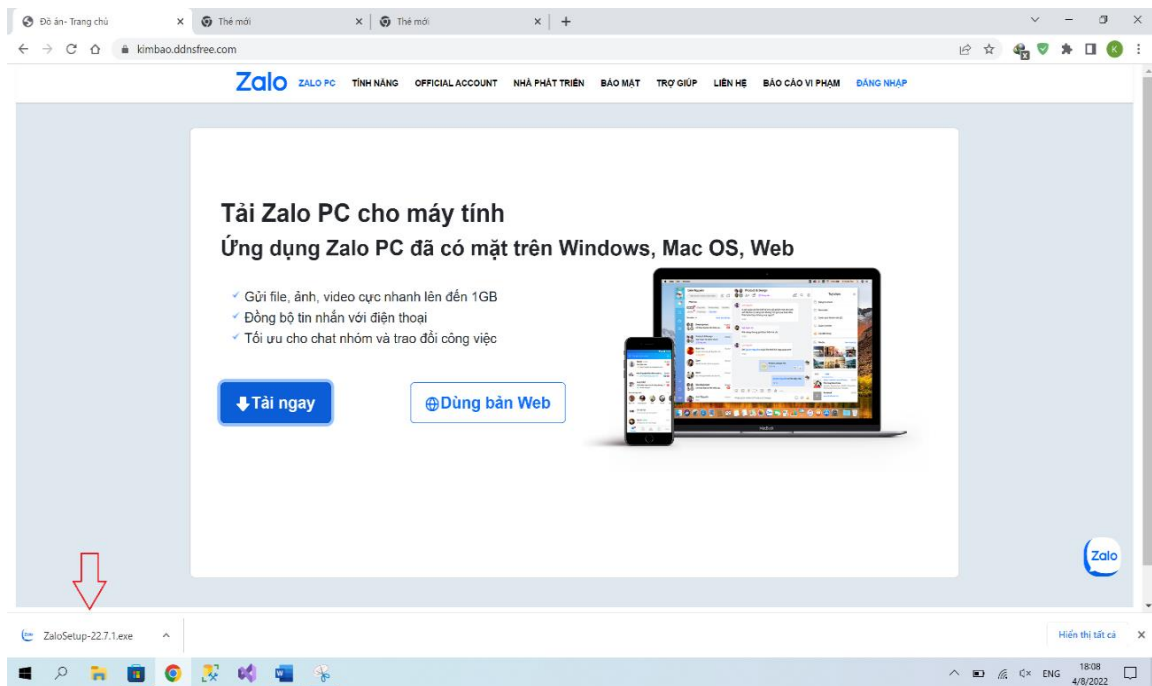 Đồ án- Trang chủ
Thẻ mới
Thẻ mới
kimbao.ddnsfree.com
K
Zalo ZALO PC TÍNH NĂNG OFFICIAL ACCOUNT NHÀ PHÁT TRIỂN BẢO MẬT TRỢ GIÚP LIÊN HỆ BÁO CÁO VI PHẠM ĐĂNG NHẬP
Tải Zalo PC cho máy tính
Ứng dụng Zalo PC đã có mặt trên Windows, Mac OS, Web
Gửi file, ảnh, video cực nhanh lên đến 1GB
Đồng bộ tin nhắn với điện thoại
Tối ưu cho chat nhóm và trao đổi công việc
Tải ngay
Dùng bản Web
Zalo
ZaloSetup-22.7.1.exe
Hiển thị tất cả
ENG
18:08
4/8/2022